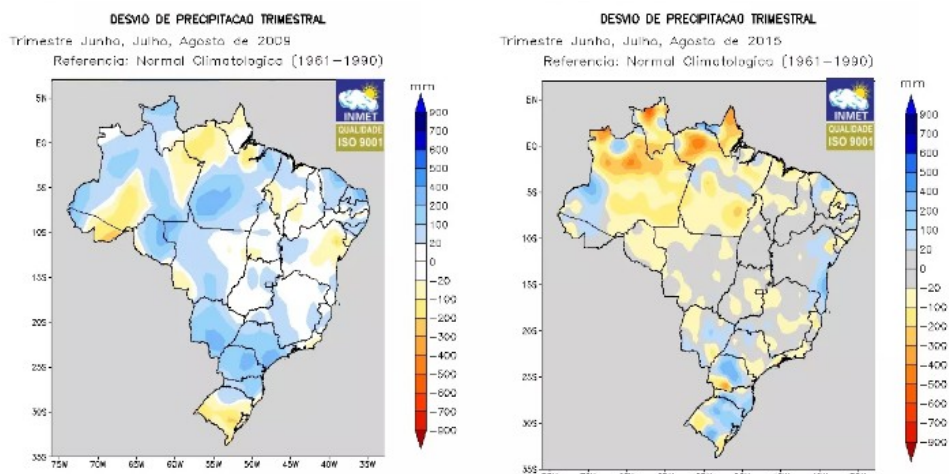 DESVIO DE PRECIPITACAO TRIMESTRAL
Trimestre Junho, Julho, Agosto de 2009
Referencia: Normal Climatologica (1961-1990)
mm
INMET
QUALIDADE
ISO 9001
5N
EQ
5S
10S
15S
20S
25S
30S
35S
75W 70W 65W 60W 55W 50W 45W 40W 35W
900
700
600
500
400
300
200
100
20
0
-20
-100
-200
-300
-400
-500
-600
-700
-900
DESVIO DE PRECIPITACAO TRIMESTRAL
Trimestre Junho, Julho, Agosto de 2015
Referencia: Normal Climatologica (1961-1990)
mm
INMET
QUALIDADE
ISO 9001
5N
EQ
5S
10S
15S
20S
25S
30S
35S
900
700
600
500
400
300
200
100
20
0
-20
-100
-200
-300
-400
-500
-600
-700
-900